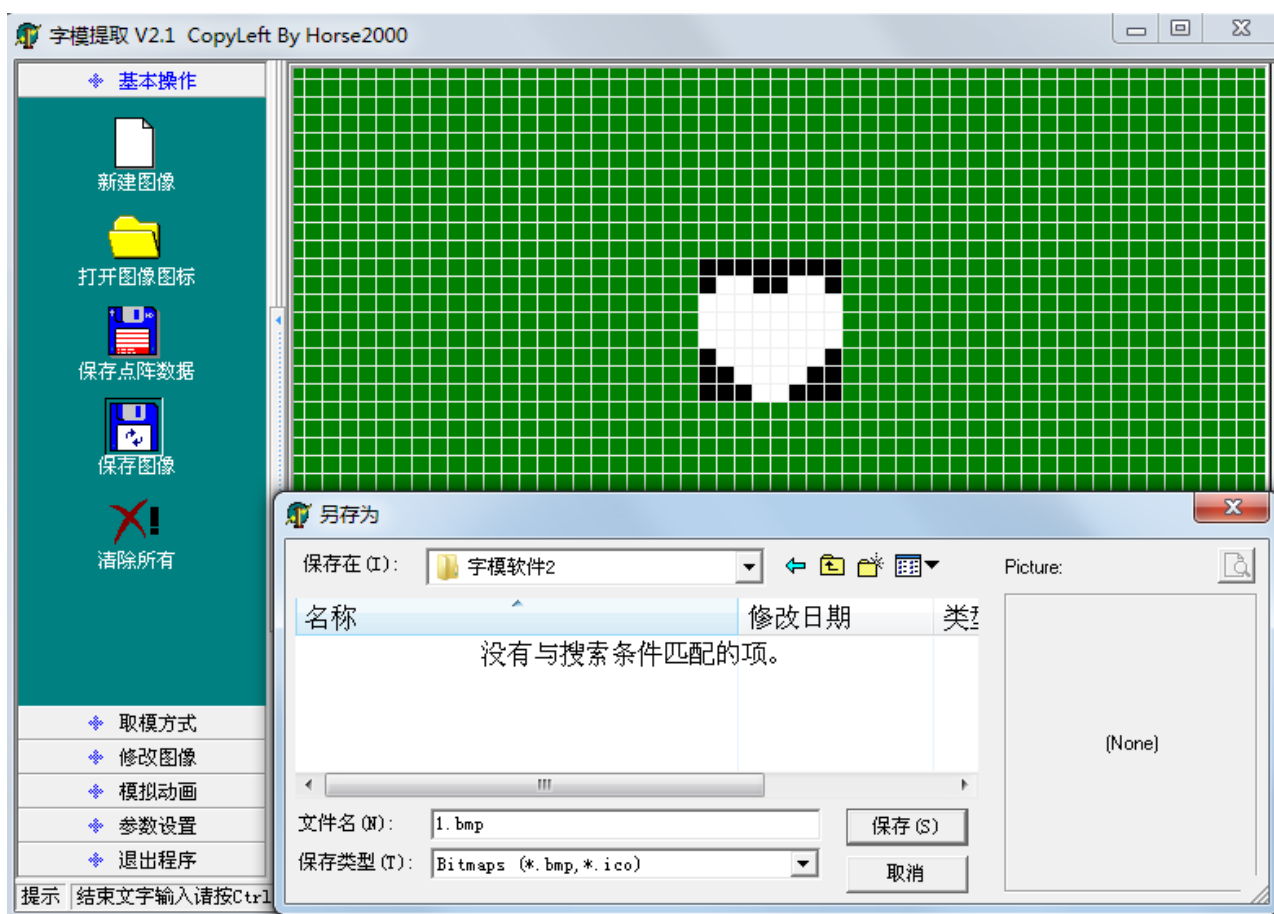 字模提取 V2.1 CopyLeft By Horse2000
基本操作
新建图像
打开图像图标
保存点阵数据
保存图像
清除所有
取模方式
修改图像
模拟动画
参数设置
退出程序
提示 结束文字输入请按Ctrl
另存为
保存在(I): 字模软件2
Picture:
名称 修改日期 类型
没有与搜索条件匹配的项。
(None)
文件名(N): 1.bmp
保存(S)
保存类型(T): Bitmaps (*.bmp,*.ico)
取消